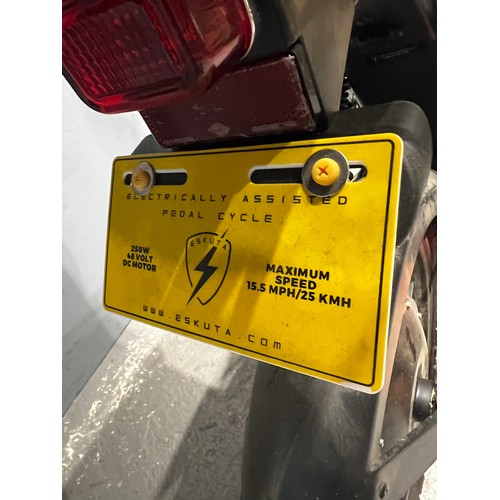 ELECTRICALLY ASSISTED
PEDAL CYCLE
250W
48 VOLT
DC MOTOR
ESKUTA
MAXIMUM
SPEED
15.5 MPH/25 KMH
WWW.ESKUTA.COM